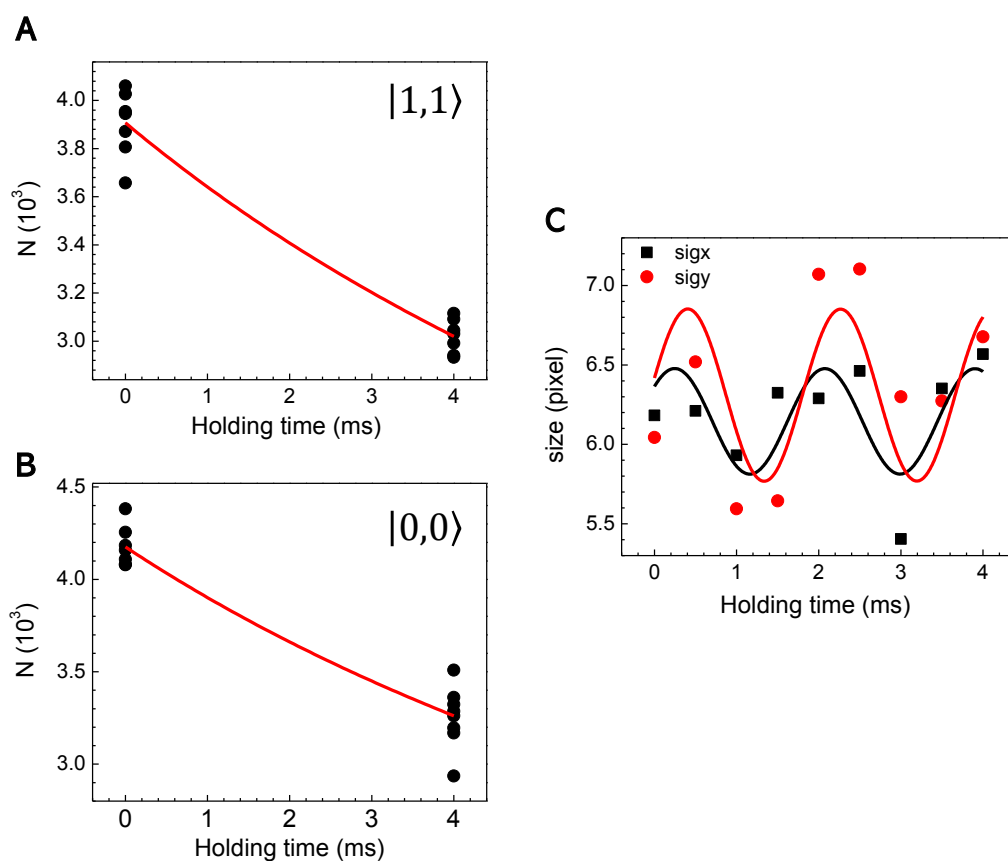 A
|1,1⟩
N (10³)
4.0
3.8
3.6
3.2
3.0
0
1
2
3
4
Holding time (ms)
B
|0,0⟩
N (10³)
4.5
4.0
3.5
3.0
0
1
2
3
4
Holding time (ms)
C
sigx
sigy
size (pixel)
7.0
6.5
6.0
5.5
0
1
2
3
4
Holding time (ms)